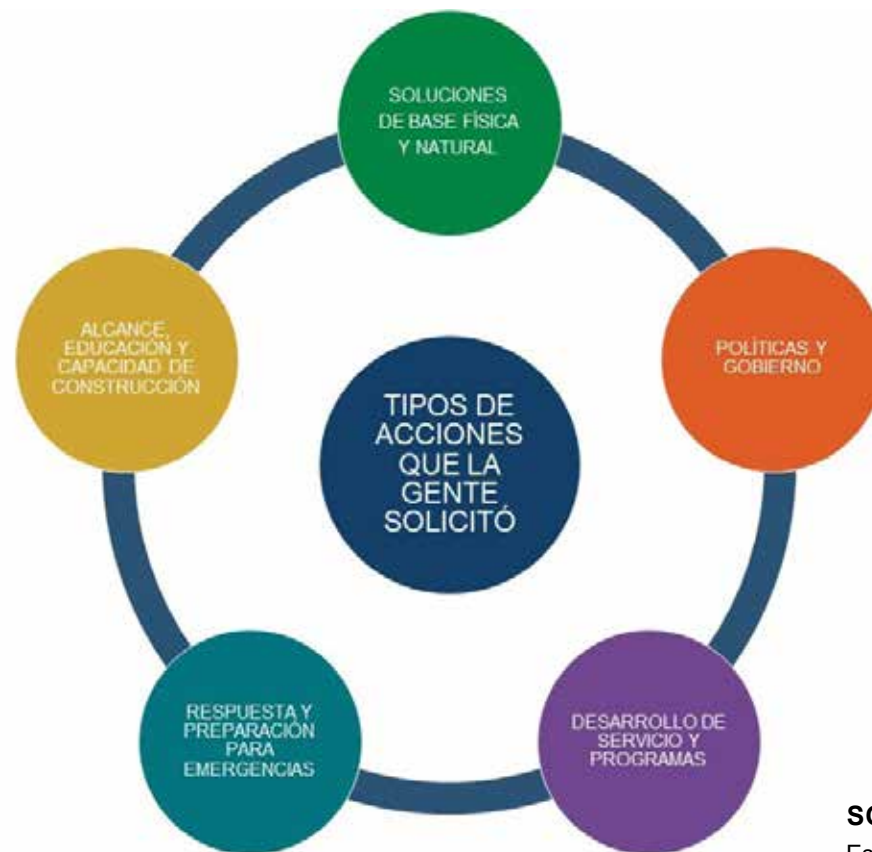 SOLUCIONES
DE BASE FÍSICA
Y NATURAL
POLÍTICAS Y
GOBIERNO
DESARROLLO DE
SERVICIO Y
PROGRAMAS
RESPUESTA Y
PREPARACIÓN
PARA
EMERGENCIAS
ALCANCE,
EDUCACIÓN Y
CAPACIDAD DE
CONSTRUCCIÓN
TIPOS DE
ACCIONES
QUE LA
GENTE
SOLICITÓ